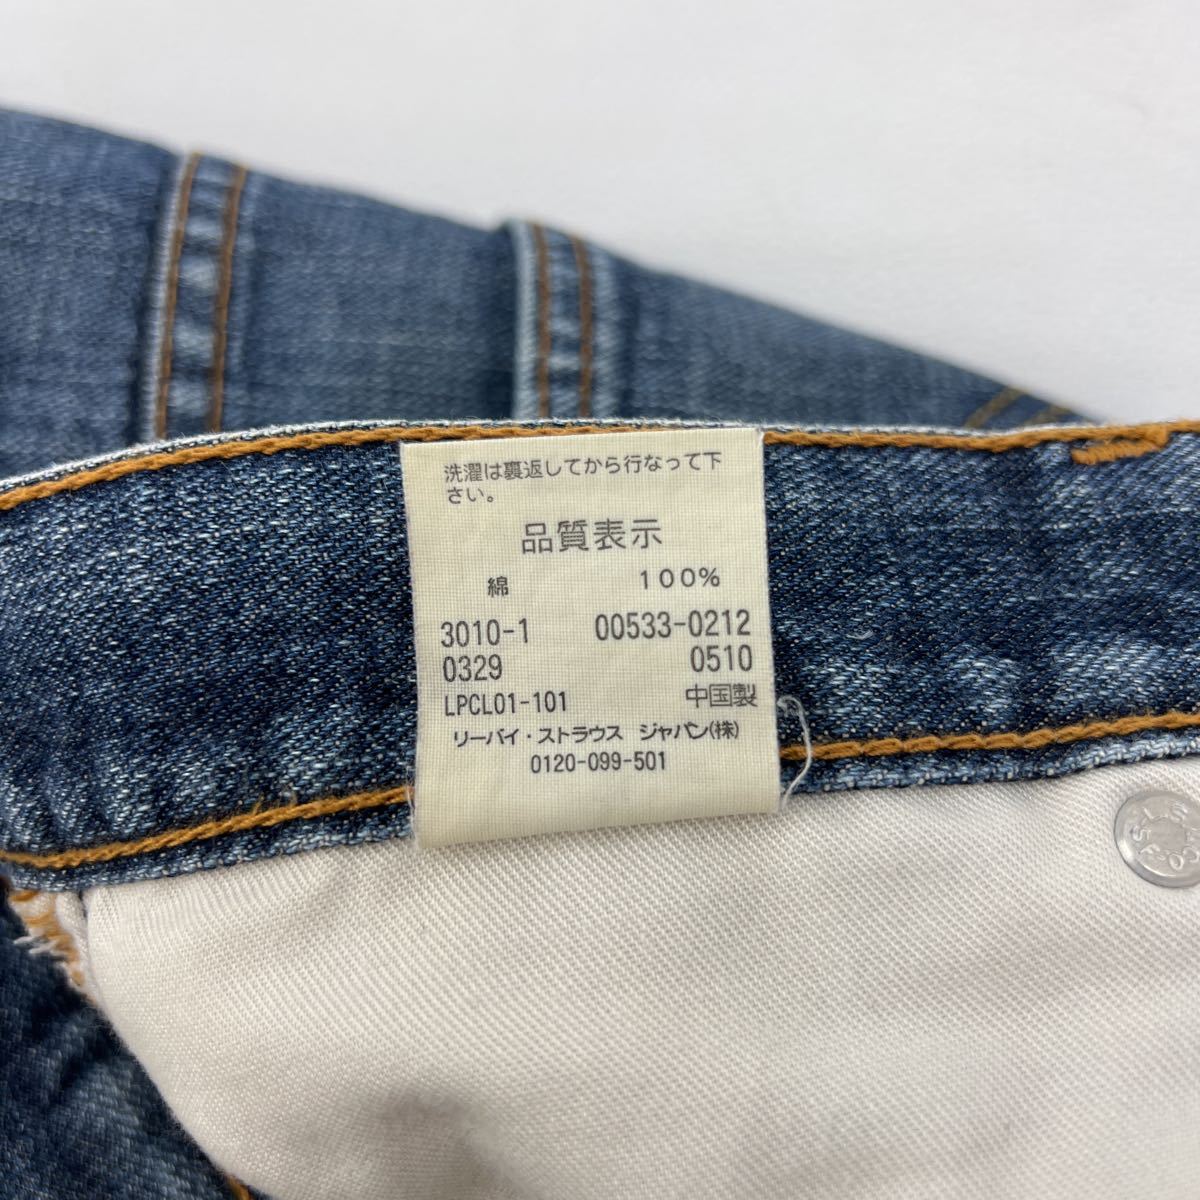 洗濯は裏返してから行なって下
さい。
品質表示
綿 100%
3010-1 00533-0212
0329 0510
LPCL01-101 中国製
リーバイ・ストラウス ジャパン(株)
0120-099-501